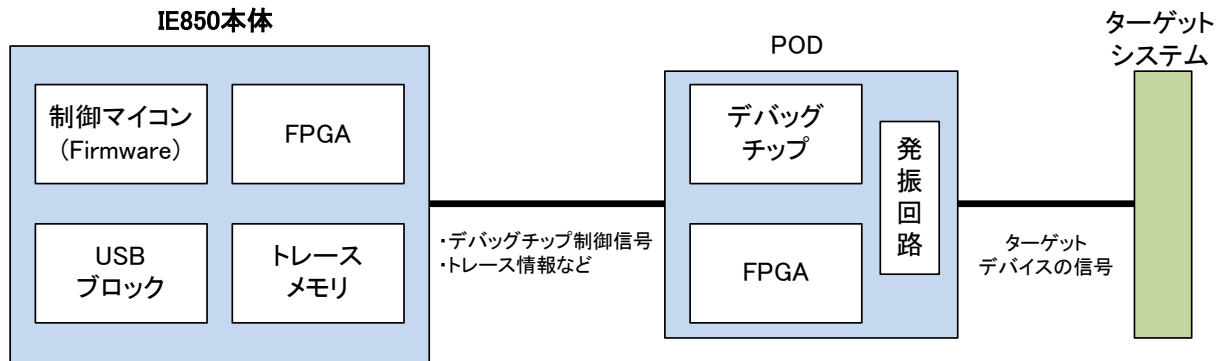 IE850本体
制御マイコン
(Firmware)
FPGA
USB
ブロック
トレース
メモリ
・デバッグチップ制御信号
・トレース情報など
POD
デバッグ
チップ
FPGA
発
振
回
路
ターゲット
デバイスの信号
ターゲット
システム